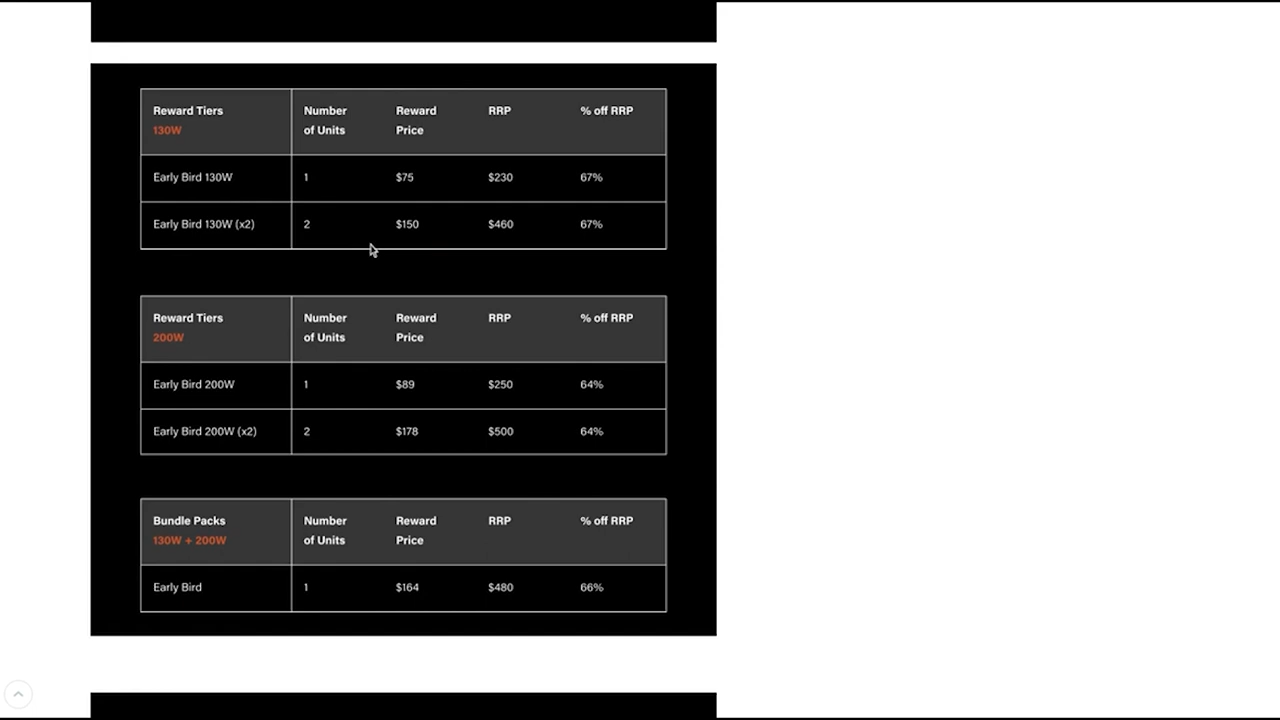 Reward Tiers Number Reward RRP % off RRP
130W of Units Price
Early Bird 130W 1 $75 $230 67%
Early Bird 130W (x2) 2 $150 $460 67%
Reward Tiers Number Reward RRP % off RRP
200W of Units Price
Early Bird 200W 1 $89 $250 64%
Early Bird 200W (x2) 2 $178 $500 64%
Bundle Packs Number Reward RRP % off RRP
130W + 200W of Units Price
Early Bird 1 $164 $480 66%